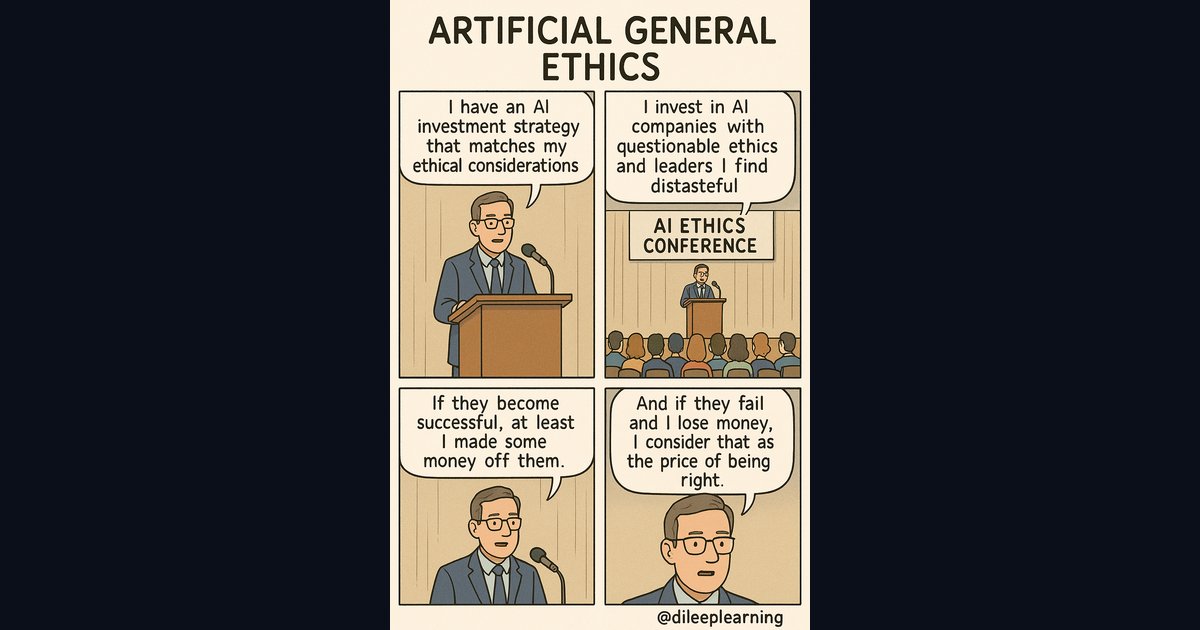 ARTIFICIAL GENERAL
ETHICS
I have an AI
investment strategy
that matches my
ethical considerations
I invest in AI
companies with
questionable ethics
and leaders I find
distasteful
AI ETHICS
CONFERENCE
If they become
successful, at least
I made some
money off them.
And if they fail
and I lose money,
I consider that as
the price of being
right.
@dileeplearning